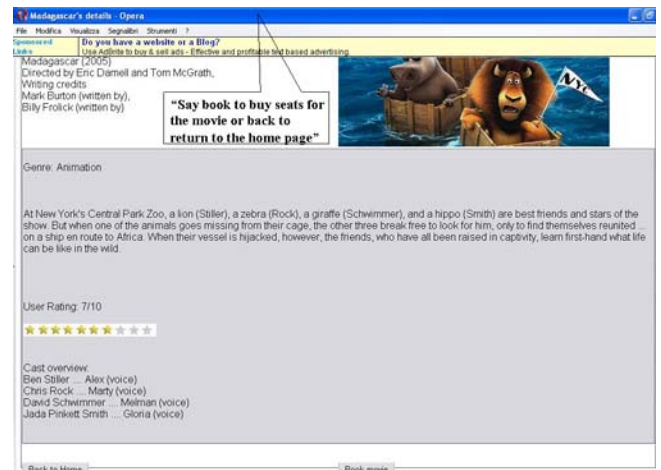 Madagascar's details - Opera
File Modifica Visualizza Segnalibri Strumenti ?
Sponsored Links
Do you have a website or a Blog?
Use AdBrite to buy & sell ads - Effective and profitable text based advertising.
Madagascar (2005)
Directed by Eric Darnell and Tom McGrath,
Writing credits
Mark Burton (written by),
Billy Frolick (written by)
"Say book to buy seats for
the movie or back to
return to the home page"
NYC
Genre: Animation
At New York's Central Park Zoo, a lion (Stiller), a zebra (Rock), a giraffe (Schwimmer), and a hippo (Smith) are best friends and stars of the
show. But when one of the animals goes missing from their cage, the other three break free to look for him, only to find themselves reunited ...
on a ship en route to Africa. When their vessel is hijacked, however, the friends, who have all been raised in captivity, learn first-hand what life
can be like in the wild.
User Rating: 7/10
Cast overview:
Ben Stiller .... Alex (voice)
Chris Rock .... Marty (voice)
David Schwimmer .... Melman (voice)
Jada Pinkett Smith .... Gloria (voice)
Back to Home
Book movie